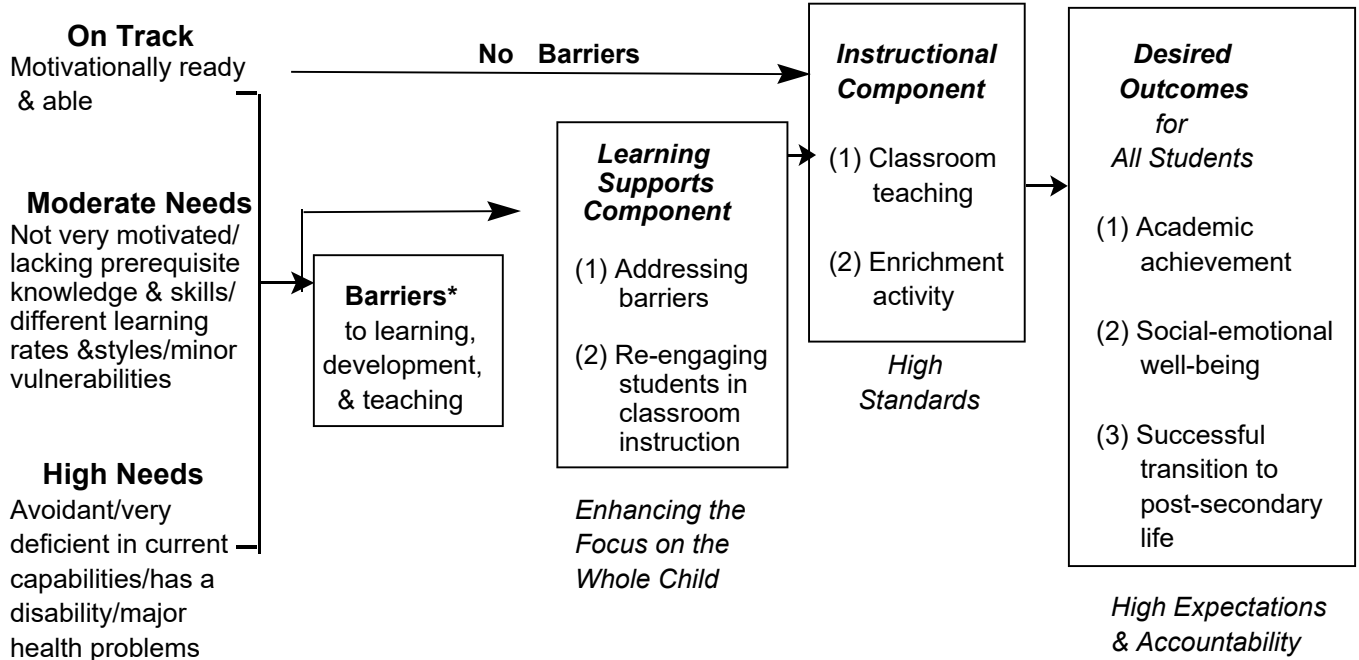 On Track
Motivationally ready
& able
Moderate Needs
Not very motivated/
lacking prerequisite
knowledge & skills/
different learning
rates &styles/minor
vulnerabilities
High Needs
Avoidant/very
deficient in current
capabilities/has a
disability/major
health problems
No Barriers
Barriers*
to learning,
development,
& teaching
Learning
Supports
Component
(1) Addressing
barriers
(2) Re-engaging
students in
classroom
instruction
Enhancing the
Focus on the
Whole Child
Instructional
Component
(1) Classroom
teaching
(2) Enrichment
activity
High
Standards
Desired
Outcomes
for
All Students
(1) Academic
achievement
(2) Social-emotional
well-being
(3) Successful
transition to
post-secondary
life
High Expectations
& Accountability